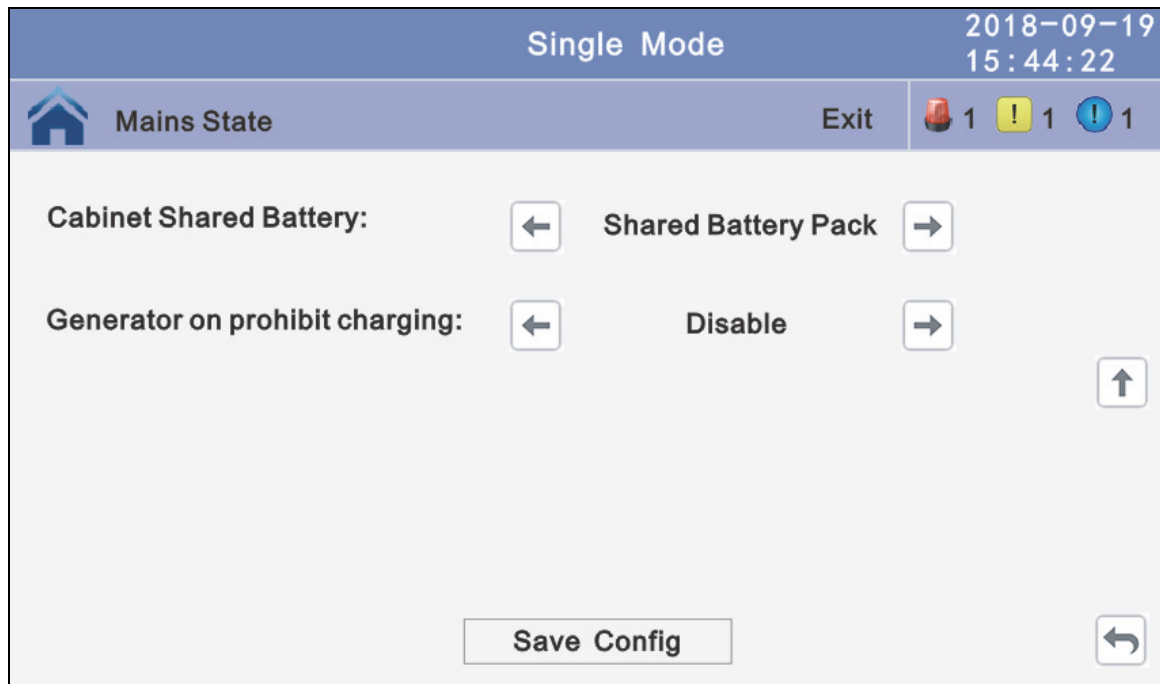 Single Mode
2018-09-19
15:44:22
Mains State
Exit
1
! 1
! 1
Cabinet Shared Battery:
Shared Battery Pack
Generator on prohibit charging:
Disable
Save Config